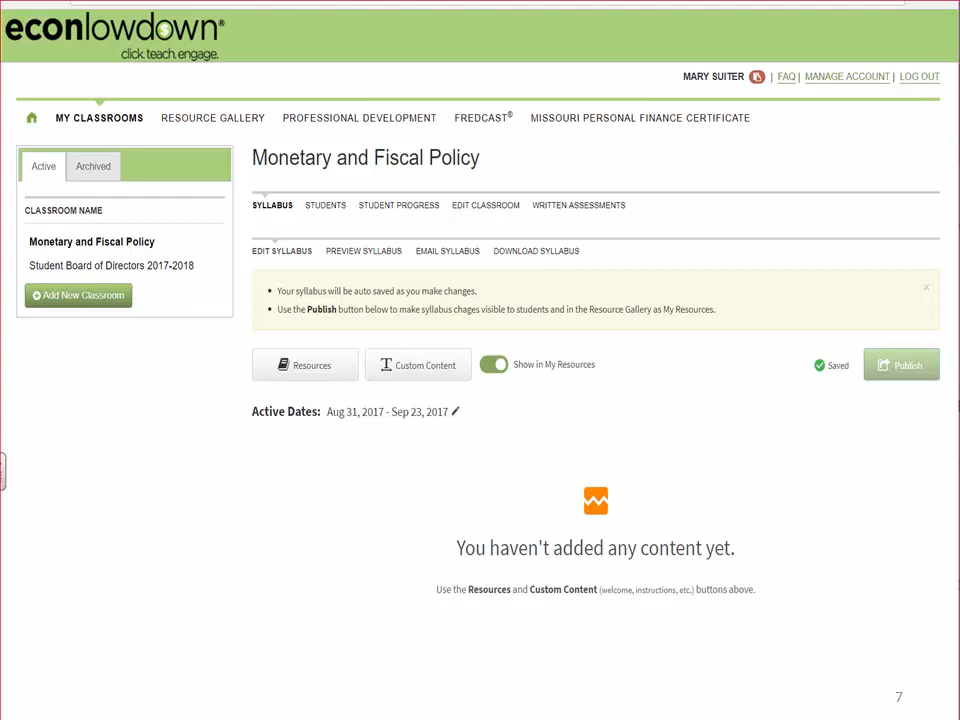 econlowdown®
click. teach. engage.
MARY SUITER | FAQ | MANAGE ACCOUNT | LOG OUT
MY CLASSROOMS RESOURCE GALLERY PROFESSIONAL DEVELOPMENT FREDCAST® MISSOURI PERSONAL FINANCE CERTIFICATE
Active Archived
CLASSROOM NAME
Monetary and Fiscal Policy
Student Board of Directors 2017-2018
Add New Classroom
Monetary and Fiscal Policy
SYLLABUS STUDENTS STUDENT PROGRESS EDIT CLASSROOM WRITTEN ASSESSMENTS
EDIT SYLLABUS PREVIEW SYLLABUS EMAIL SYLLABUS DOWNLOAD SYLLABUS
• Your syllabus will be auto saved as you make changes. x
• Use the Publish button below to make syllabus chages visible to students and in the Resource Gallery as My Resources.
Resources Custom Content Show in My Resources Saved Publish
Active Dates: Aug 31, 2017 - Sep 23, 2017
You haven't added any content yet.
Use the Resources and Custom Content (welcome, instructions, etc.) buttons above.
7